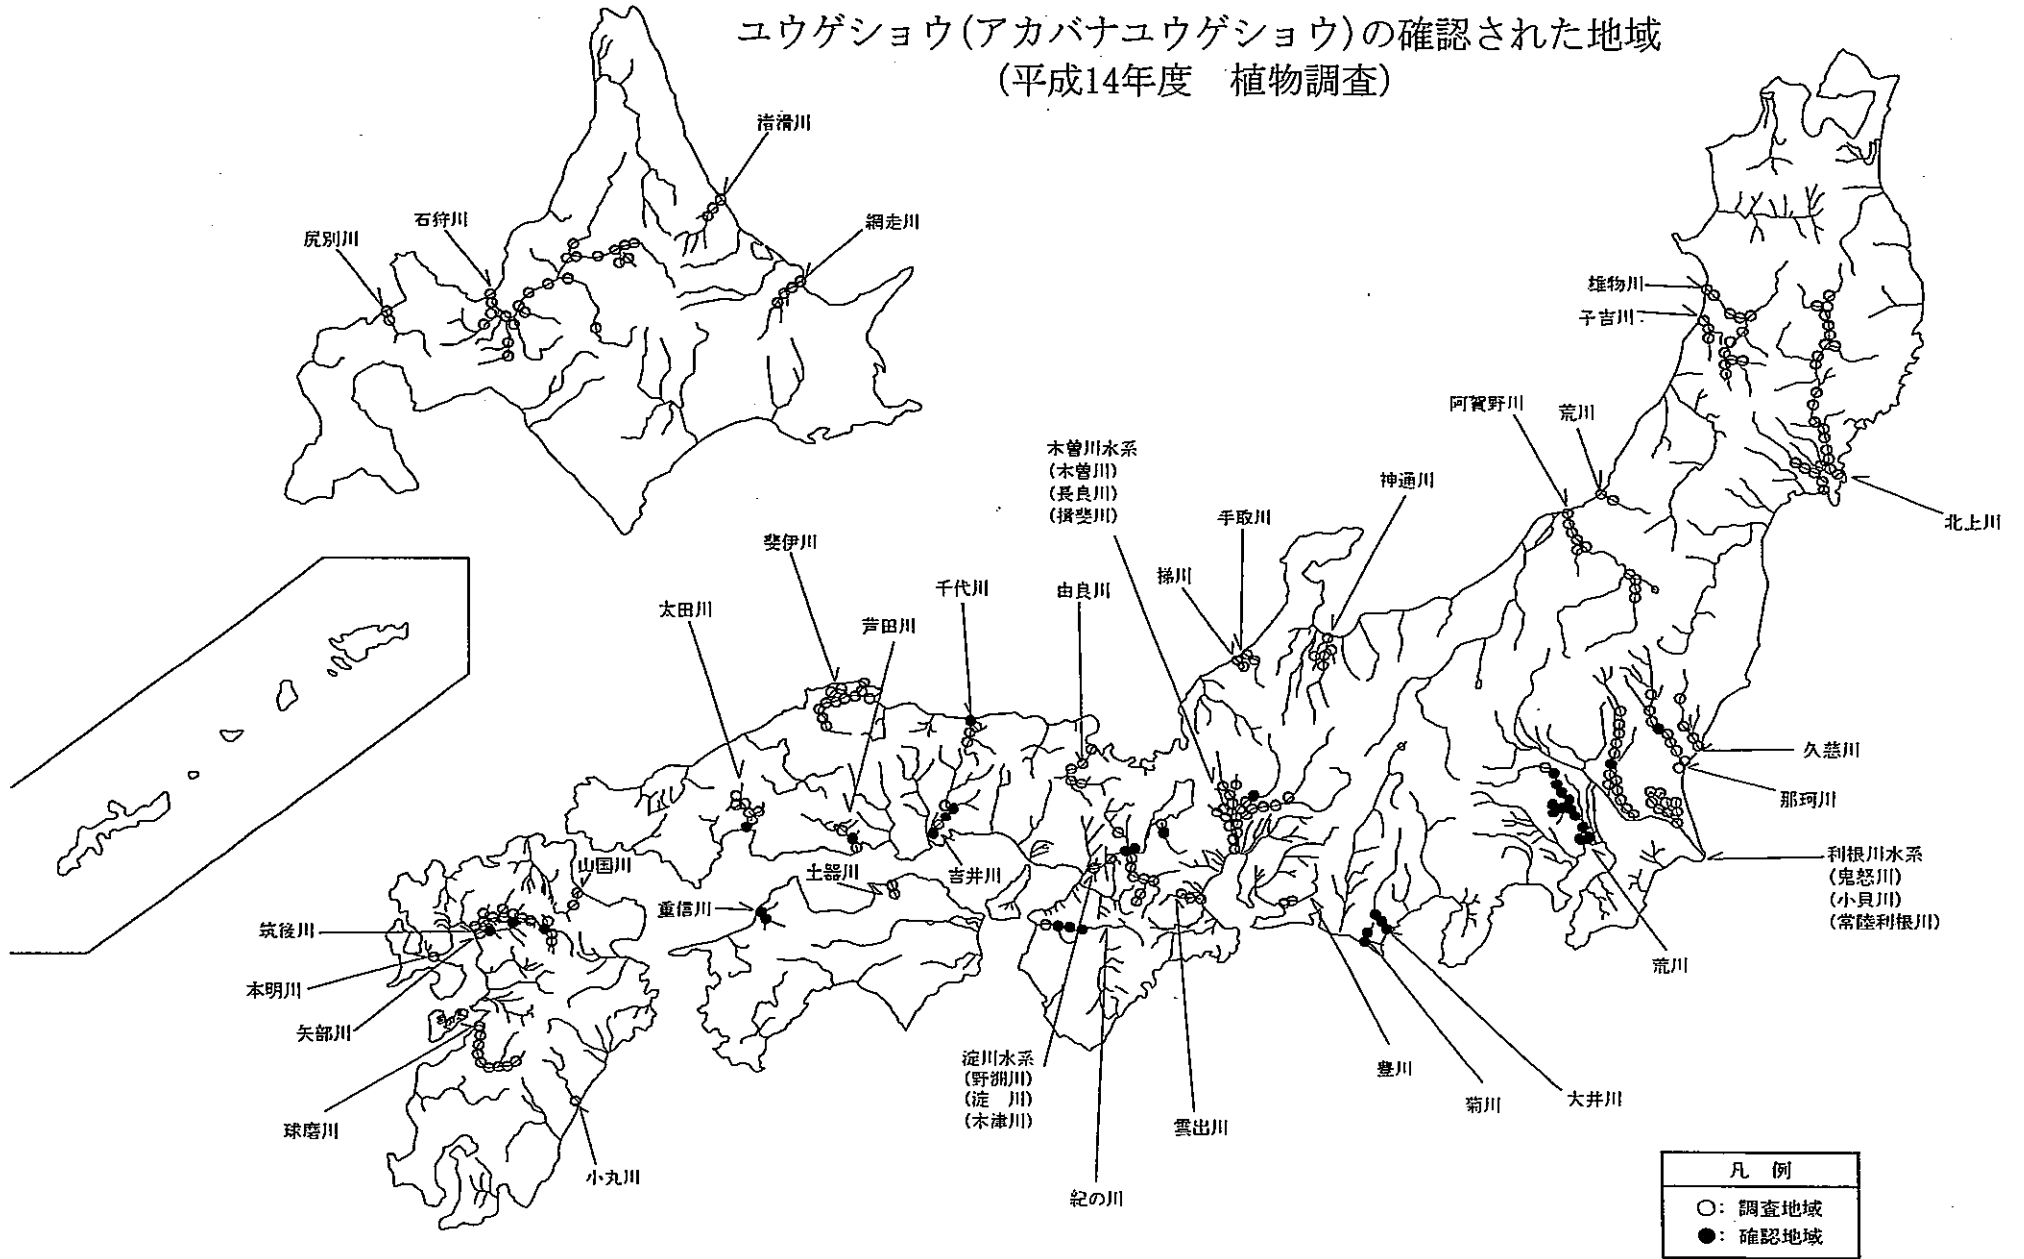 ユウゲショウ(アカバナユウゲショウ)の確認された地域
(平成14年度　植物調査)
渚滑川
石狩川
網走川
尻別川
雄物川
子吉川
阿賀野川
荒川
木曽川水系
(木曽川)
(長良川)
(揖斐川)
神通川
手取川
北上川
斐伊川
梯川
千代川
由良川
太田川
芦田川
久慈川
那珂川
山国川
土器川
吉井川
利根川水系
(鬼怒川)
(小貝川)
(常陸利根川)
重信川
筑後川
荒川
本明川
矢部川
淀川水系
(野洲川)
(淀　川)
(木津川)
豊川
菊川
大井川
球磨川
雲出川
小丸川
紀の川
凡　例
○: 調査地域
●: 確認地域